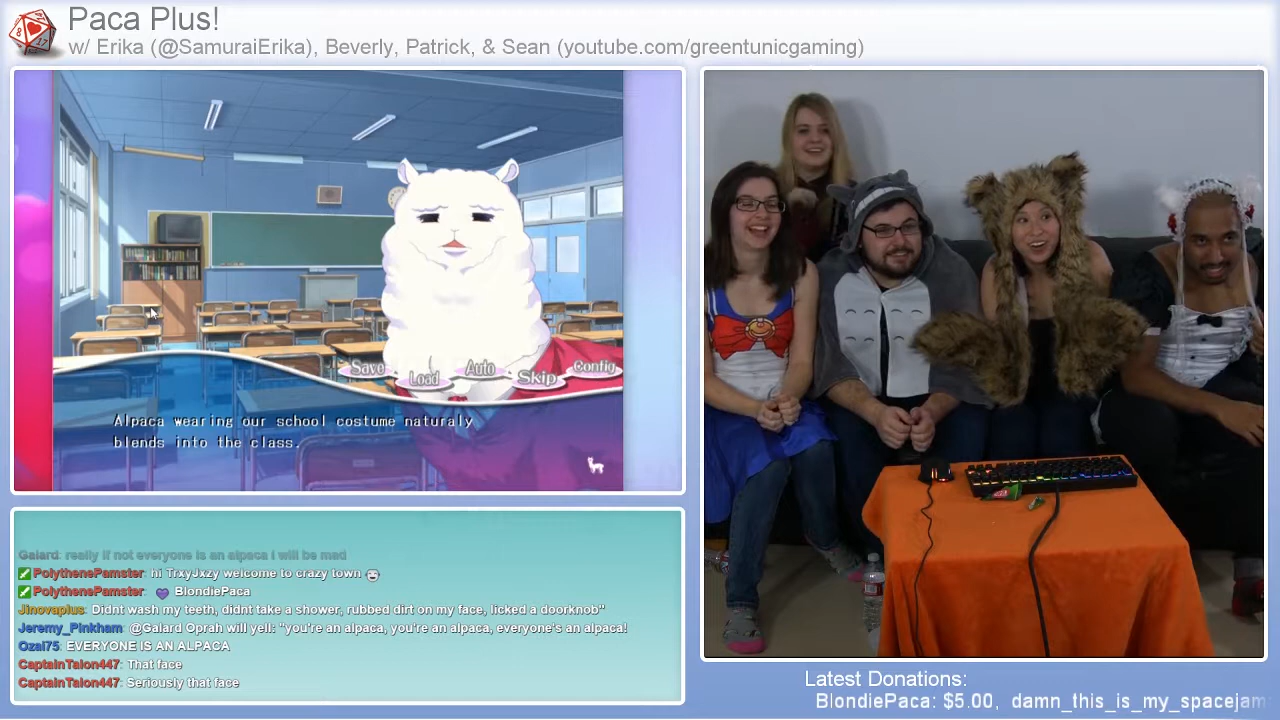 Paca Plus!
w/ Erika (@SamuraiErika), Beverly, Patrick, & Sean (youtube.com/greentunicgaming)
Save
Load
Auto
Skip
Config
Alpaca wearing our school costume naturaly
blends into the class.
Galard: really if not everyone is an alpaca i will be mad
PolythenePamster: hi TrxyJxzy welcome to crazy town
PolythenePamster: BlondiePaca
Jinovaplus: Didnt wash my teeth, didnt take a shower, rubbed dirt on my face, licked a doorknob"
Jeremy_Pinkham: @Galard Oprah will yell: "you're an alpaca, you're an alpaca, everyone's an alpaca!
Ozai75: EVERYONE IS AN ALPACA
CaptainTalon447: That face
CaptainTalon447: Seriously that face
Latest Donations:
BlondiePaca: $5.00, damn_this_is_my_spacejam